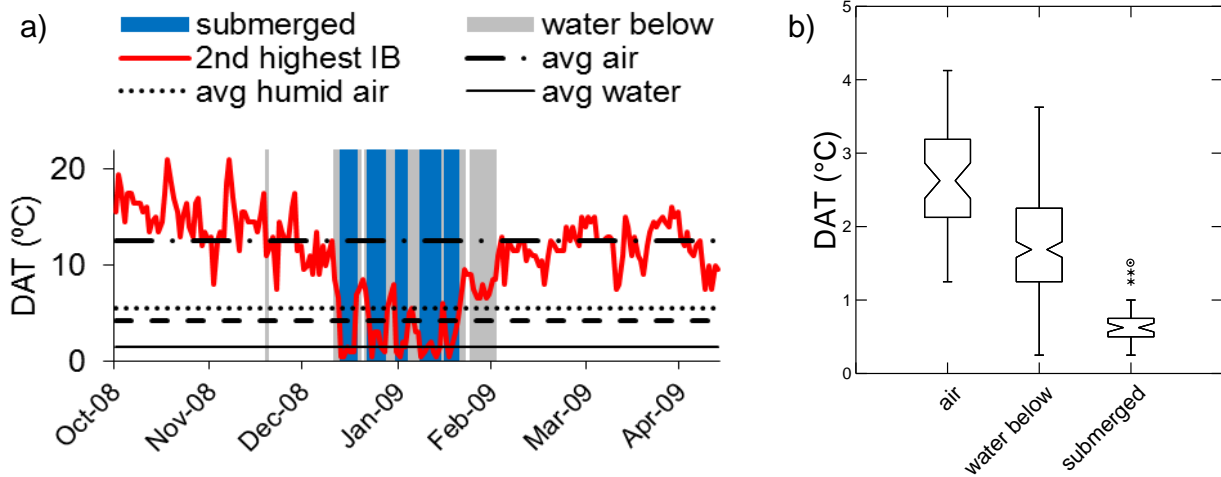 a)
submerged
water below
2nd highest IB
avg air
avg humid air
avg water
DAT (ºC)
20
10
0
Oct-08
Nov-08
Dec-08
Jan-09
Feb-09
Mar-09
Apr-09
b)
DAT (°C)
5
4
3
2
1
0
air
water below
submerged